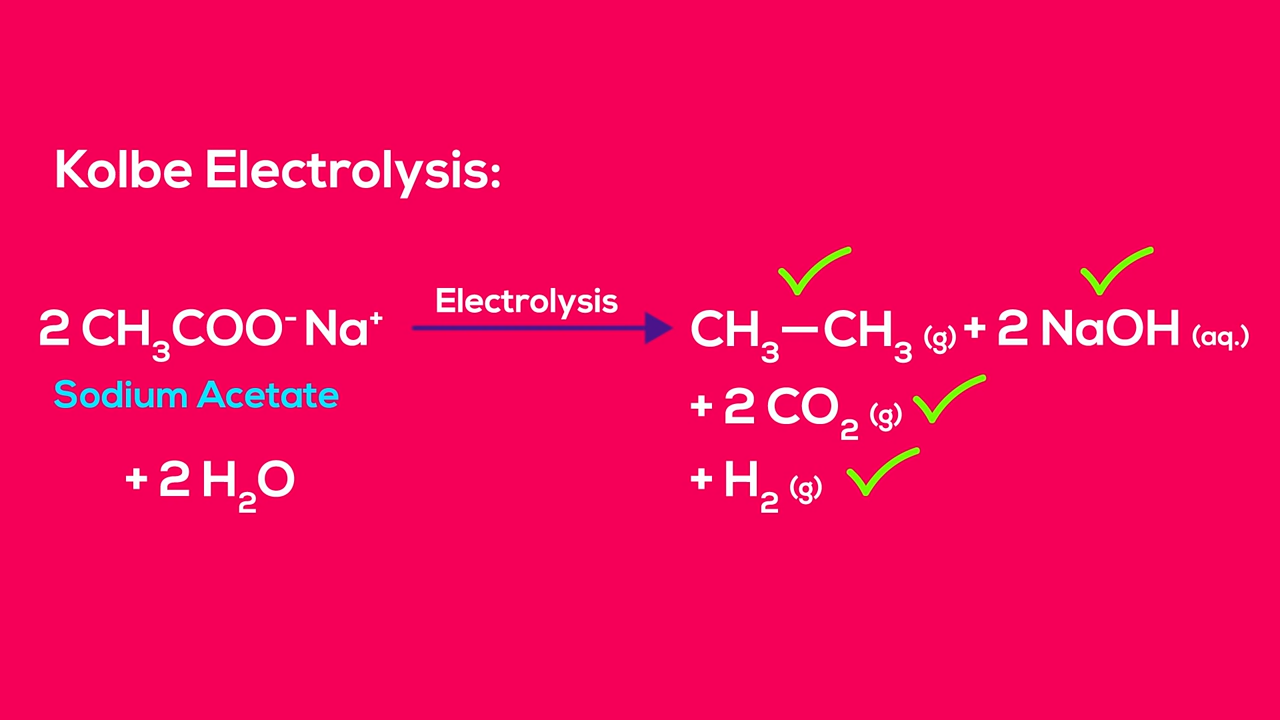 Kolbe Electrolysis:
2 CH₃COO⁻ Na⁺ Electrolysis CH₃—CH₃ (g) + 2 NaOH (aq.)
Sodium Acetate + 2 CO₂ (g)
+ 2 H₂O + H₂ (g)